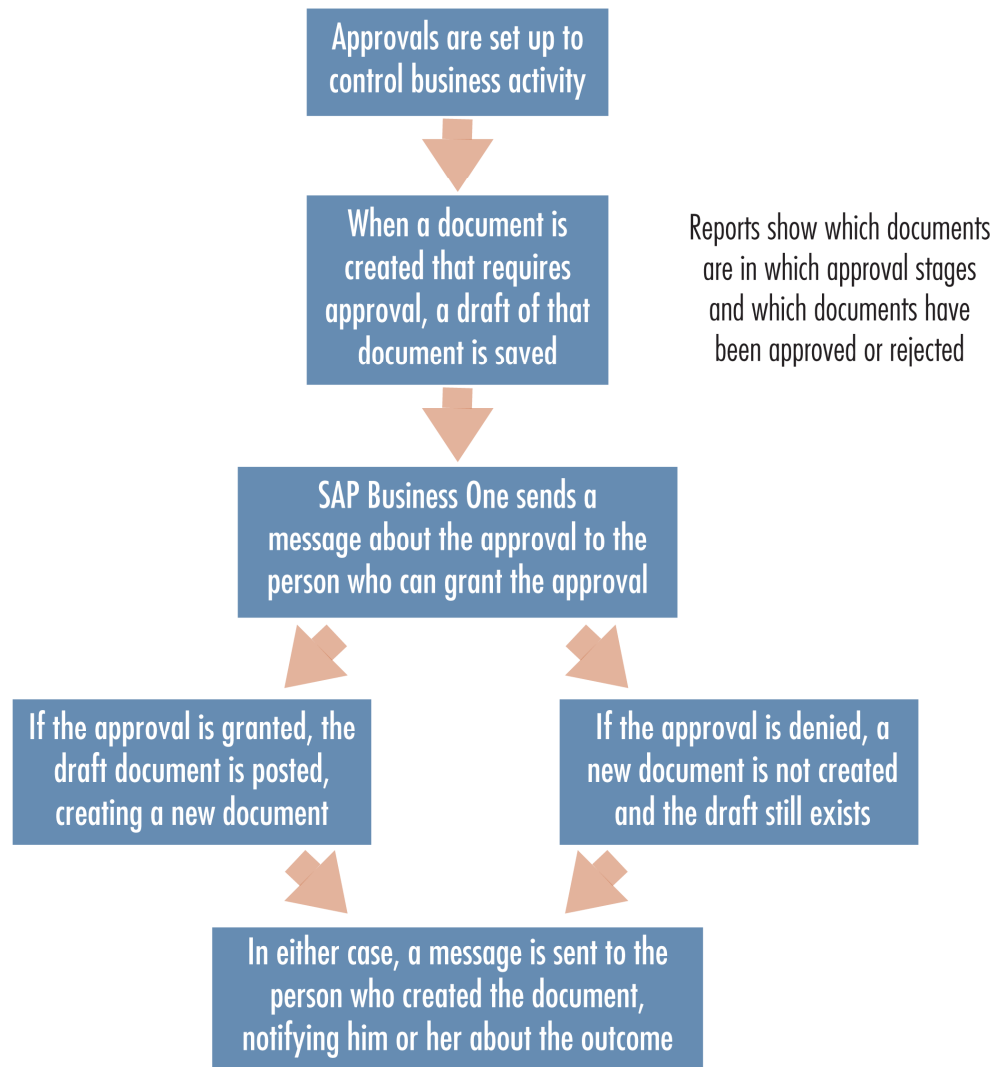 Approvals are set up to
control business activity
When a document is
created that requires
approval, a draft of that
document is saved
Reports show which documents
are in which approval stages
and which documents have
been approved or rejected
SAP Business One sends a
message about the approval to the
person who can grant the approval
If the approval is granted, the
draft document is posted,
creating a new document
If the approval is denied, a
new document is not created
and the draft still exists
In either case, a message is sent to the
person who created the document,
notifying him or her about the outcome